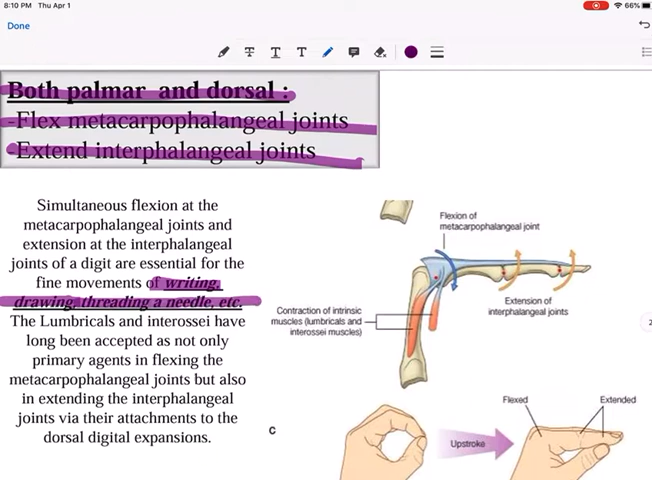 8:10 PM Thu Apr 1
66%
Done
T T T
Both palmar and dorsal :
-Flex metacarpophalangeal joints
-Extend interphalangeal joints
Simultaneous flexion at the
metacarpophalangeal joints and
extension at the interphalangeal
joints of a digit are essential for the
fine movements of writing,
drawing, threading a needle, etc.
The Lumbricals and interossei have
long been accepted as not only
primary agents in flexing the
metacarpophalangeal joints but also
in extending the interphalangeal
joints via their attachments to the
dorsal digital expansions.
Flexion of
metacarpophalangeal joint
Extension of
interphalangeal joints
Contraction of intrinsic
muscles (lumbricals and
interossei muscles)
C
Upstroke
Flexed
Extended
2